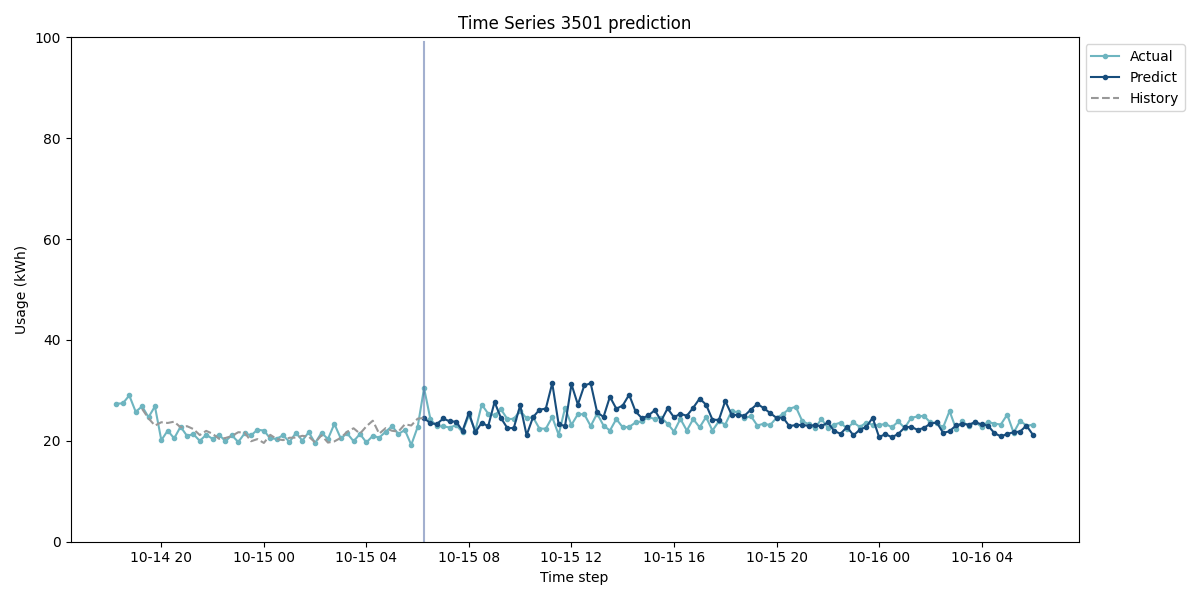 Time Series 3501 prediction
100
80
60
40
20
0
Usage (kWh)
10-14 20 10-15 00 10-15 04 10-15 08 10-15 12 10-15 16 10-15 20 10-16 00 10-16 04
Time step
Actual
Predict
History